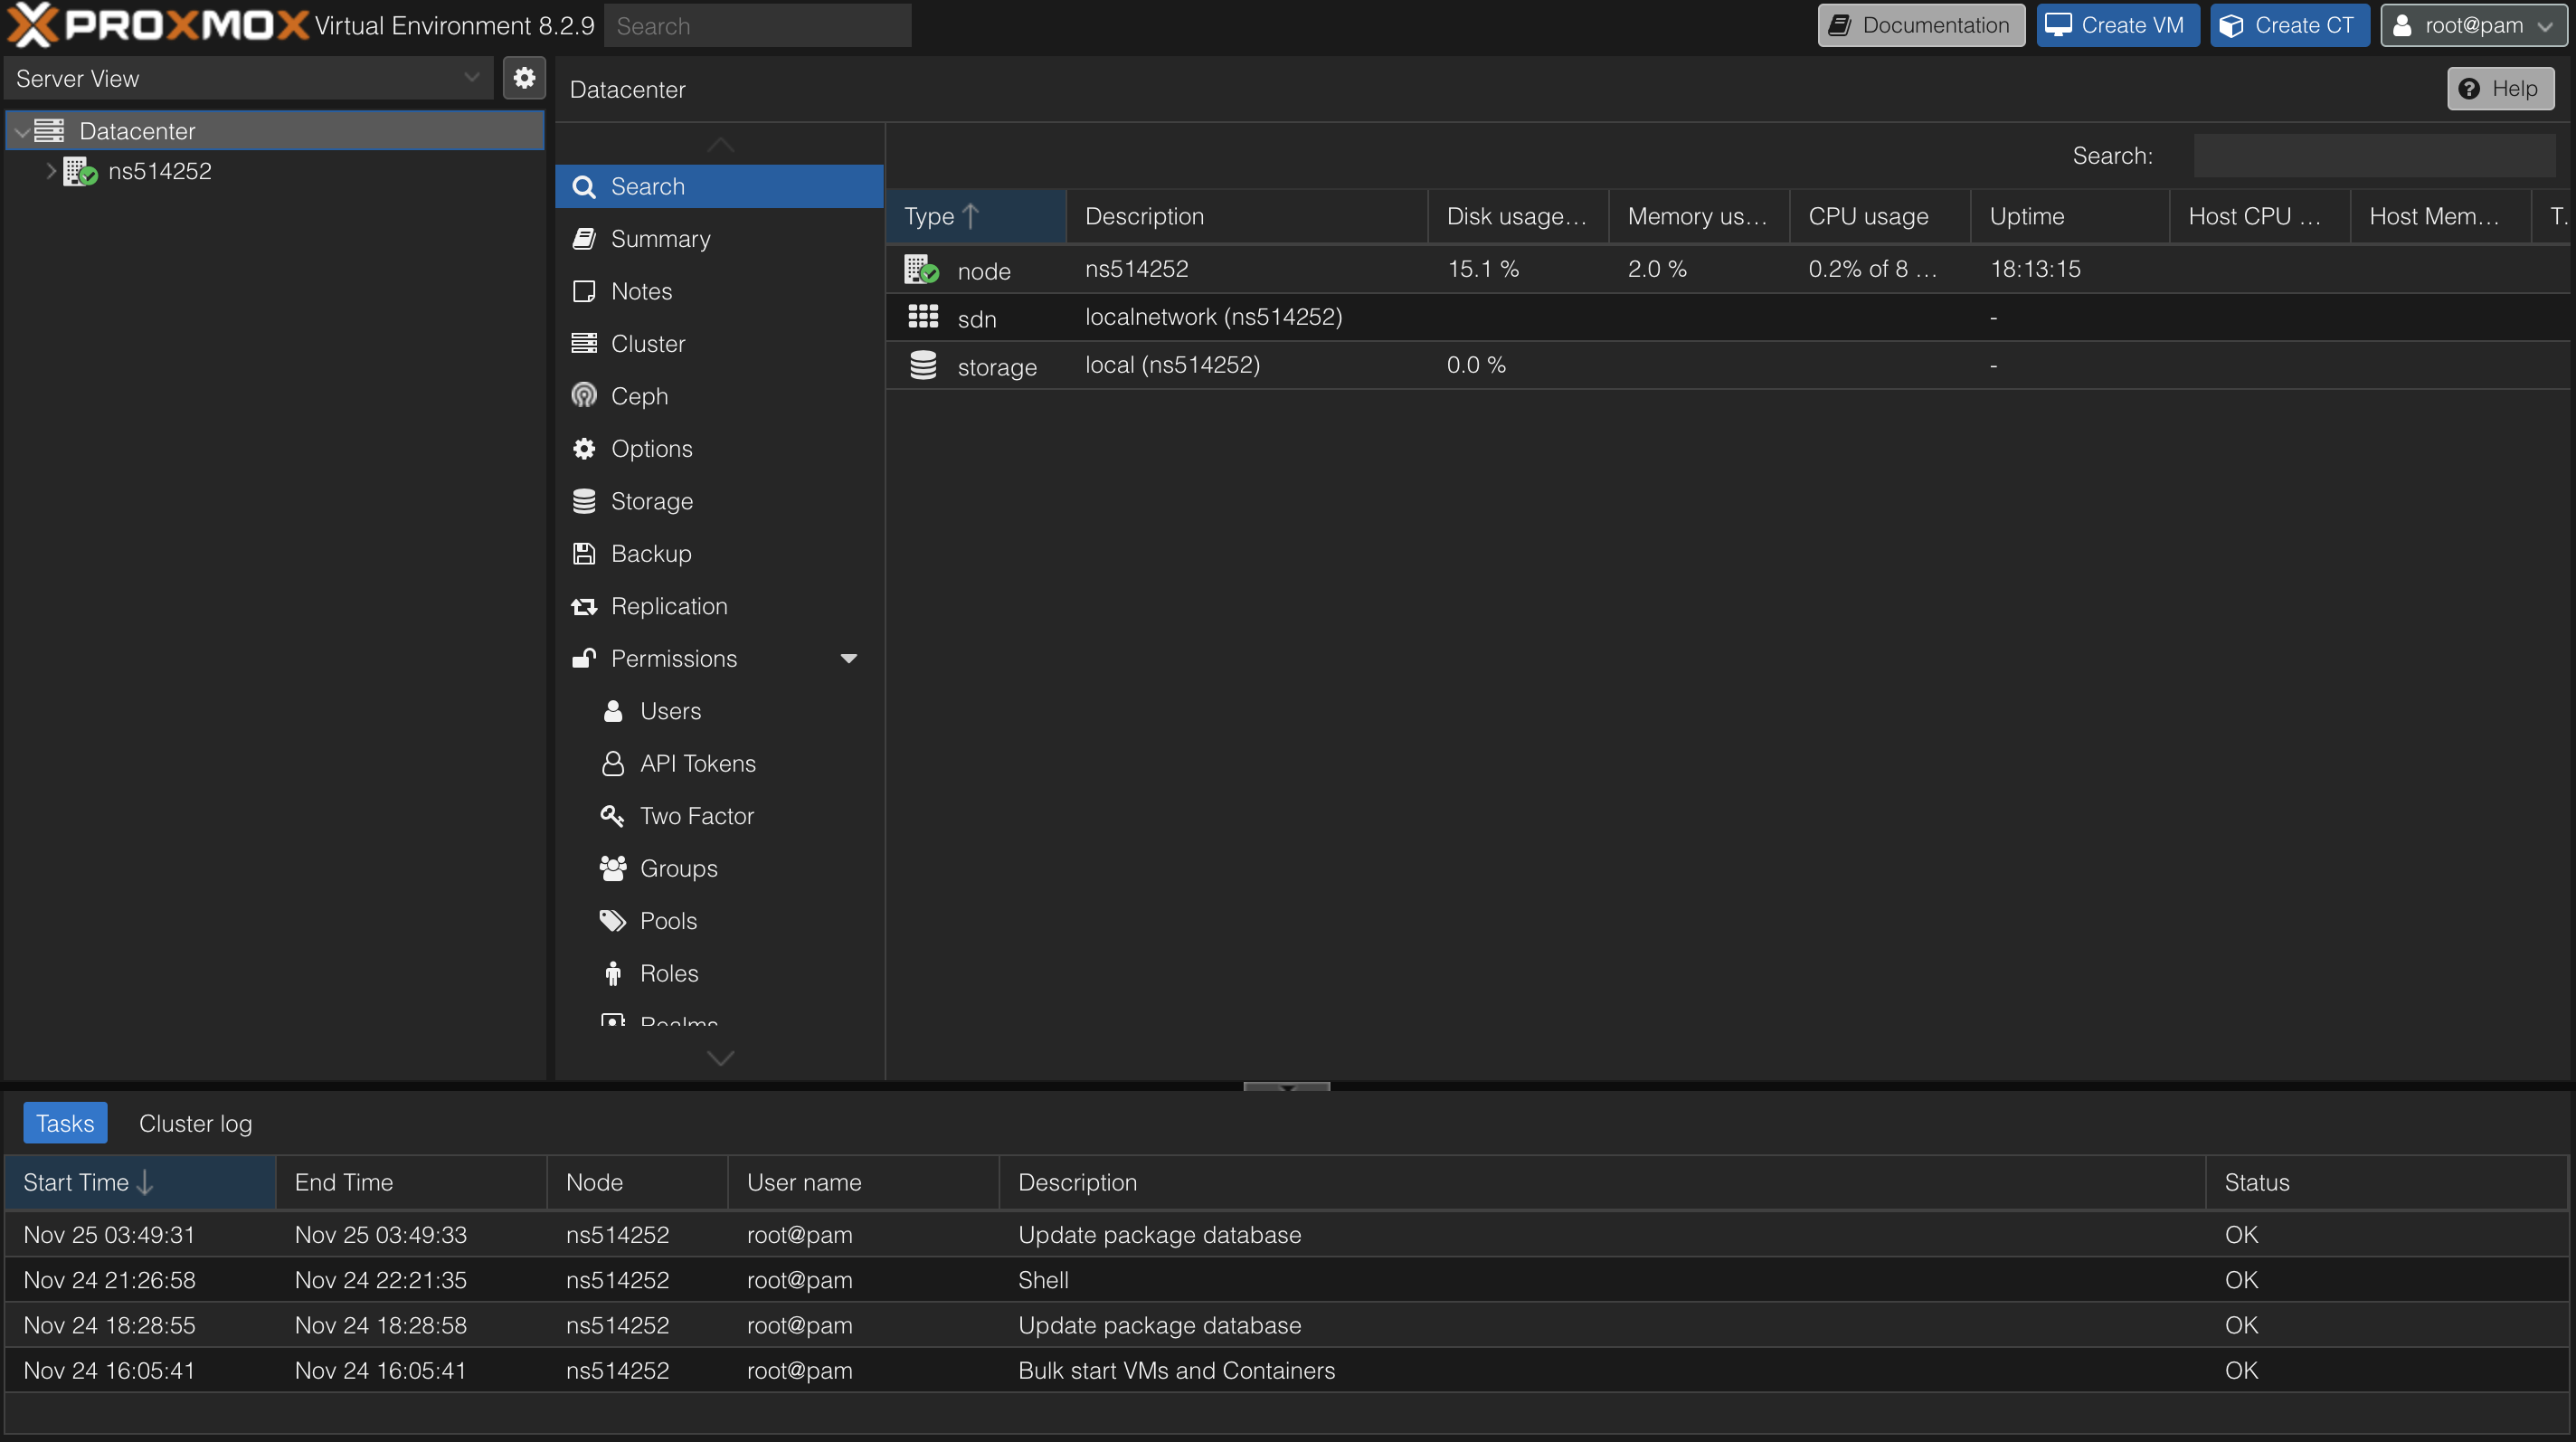 PROXMOX Virtual Environment 8.2.9 Search Documentation Create VM Create CT root@pam
Server View
Datacenter
ns514252
Datacenter Help
Search
Summary
Notes
Cluster
Ceph
Options
Storage
Backup
Replication
Permissions
Users
API Tokens
Two Factor
Groups
Pools
Roles
Realms
Search:
Type Description Disk usage... Memory us... CPU usage Uptime Host CPU ... Host Mem... T.
node ns514252 15.1 % 2.0 % 0.2% of 8 ... 18:13:15
sdn localnetwork (ns514252) -
storage local (ns514252) 0.0 % -
Tasks Cluster log
Start Time End Time Node User name Description Status
Nov 25 03:49:31 Nov 25 03:49:33 ns514252 root@pam Update package database OK
Nov 24 21:26:58 Nov 24 22:21:35 ns514252 root@pam Shell OK
Nov 24 18:28:55 Nov 24 18:28:58 ns514252 root@pam Update package database OK
Nov 24 16:05:41 Nov 24 16:05:41 ns514252 root@pam Bulk start VMs and Containers OK